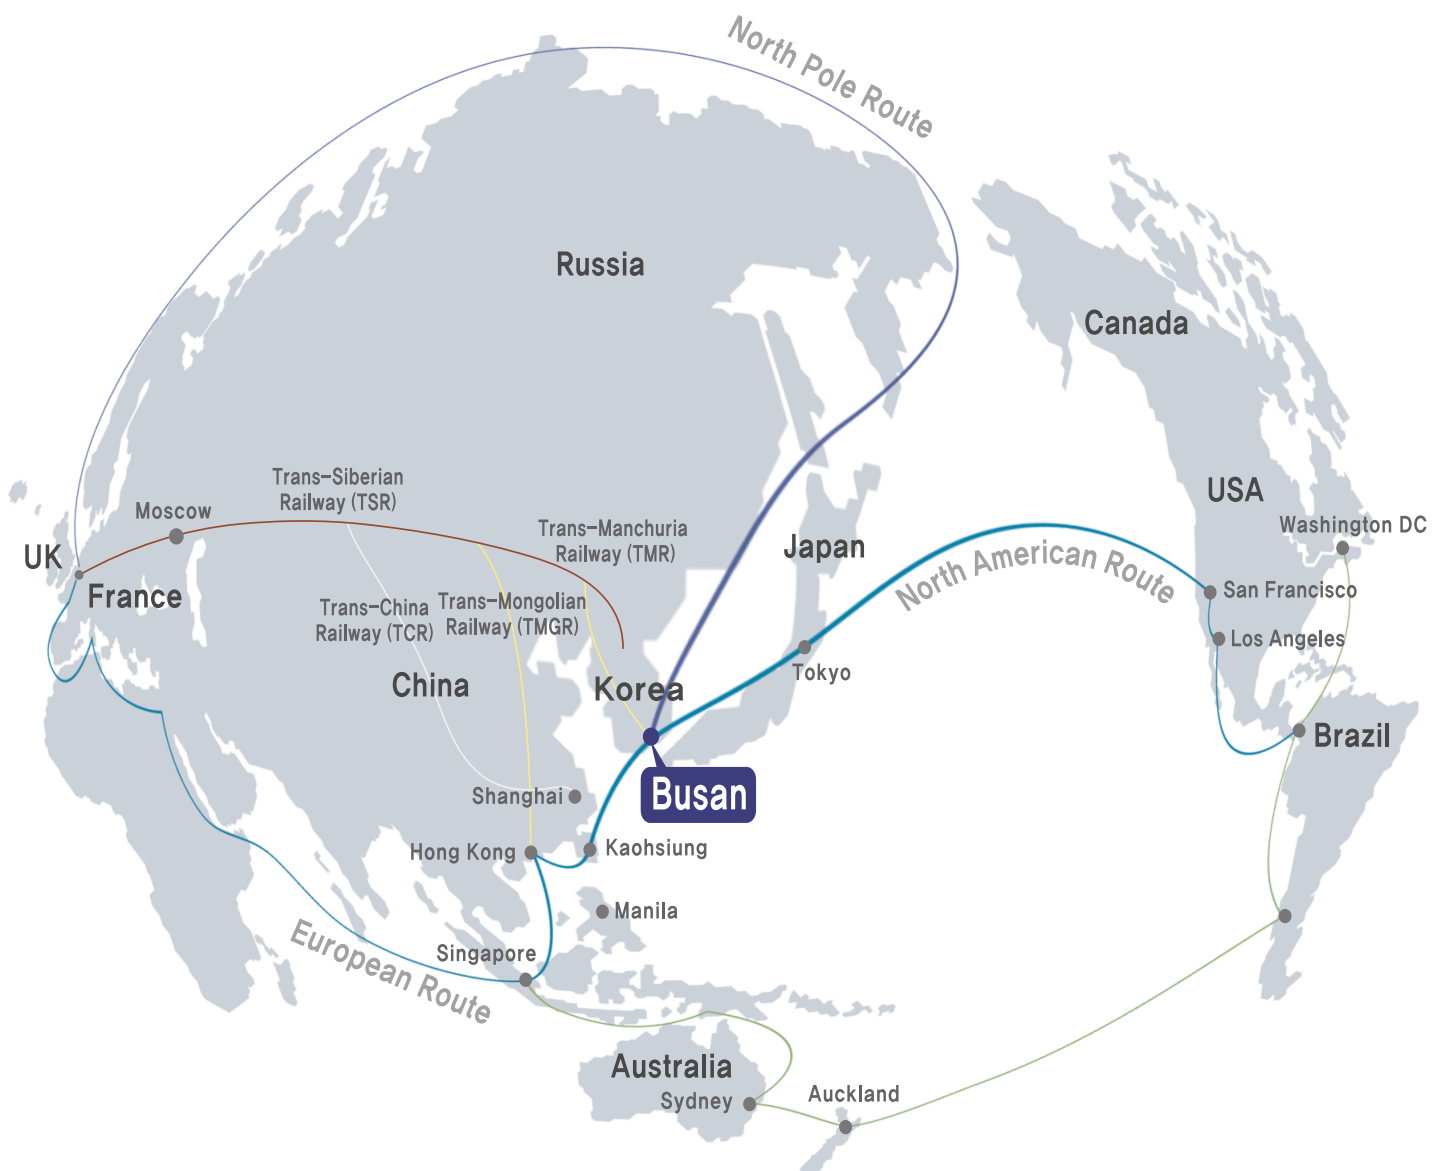 North Pole Route
Russia
Canada
Trans-Siberian
Railway (TSR)
USA
Moscow
Trans-Manchuria
Railway (TMR)
Washington DC
Japan
UK
North American Route
France
San Francisco
Trans-China
Railway (TCR)
Trans-Mongolian
Railway (TMGR)
Los Angeles
Tokyo
China
Korea
Brazil
Shanghai
Busan
Hong Kong
Kaohsiung
Manila
Singapore
European Route
Australia
Sydney
Auckland